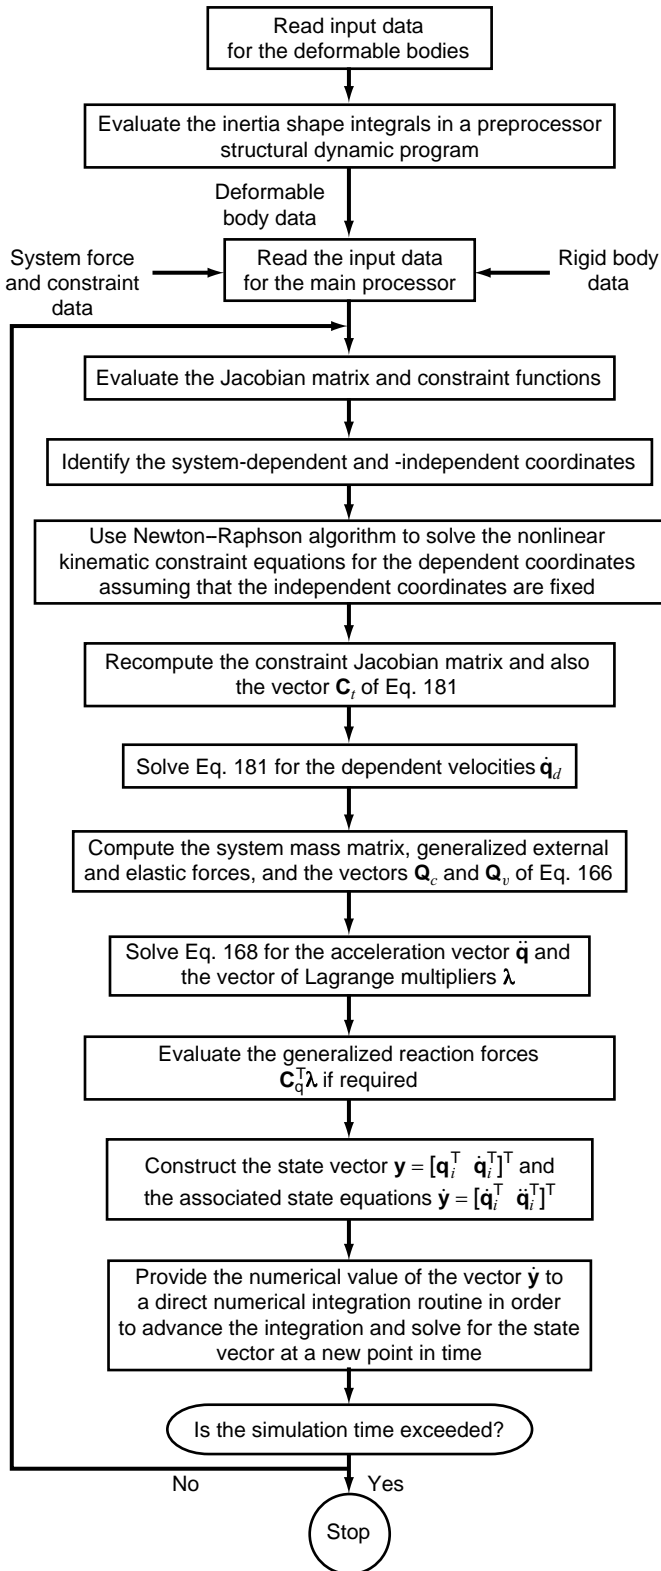 Read input data
for the deformable bodies
Evaluate the inertia shape integrals in a preprocessor
structural dynamic program
Deformable
body data
System force
and constraint
data
Read the input data
for the main processor
Rigid body
data
Evaluate the Jacobian matrix and constraint functions
Identify the system-dependent and -independent coordinates
Use Newton−Raphson algorithm to solve the nonlinear
kinematic constraint equations for the dependent coordinates
assuming that the independent coordinates are fixed
Recompute the constraint Jacobian matrix and also
the vector C_t of Eq. 181
Solve Eq. 181 for the dependent velocities q̇_d
Compute the system mass matrix, generalized external
and elastic forces, and the vectors Q_c and Q_v of Eq. 166
Solve Eq. 168 for the acceleration vector q̈ and
the vector of Lagrange multipliers λ
Evaluate the generalized reaction forces
C_q^T λ if required
Construct the state vector y = [q_i^T q̇_i^T]^T and
the associated state equations ẏ = [q̇_i^T q̈_i^T]^T
Provide the numerical value of the vector ẏ to
a direct numerical integration routine in order
to advance the integration and solve for the state
vector at a new point in time
Is the simulation time exceeded?
No
Yes
Stop